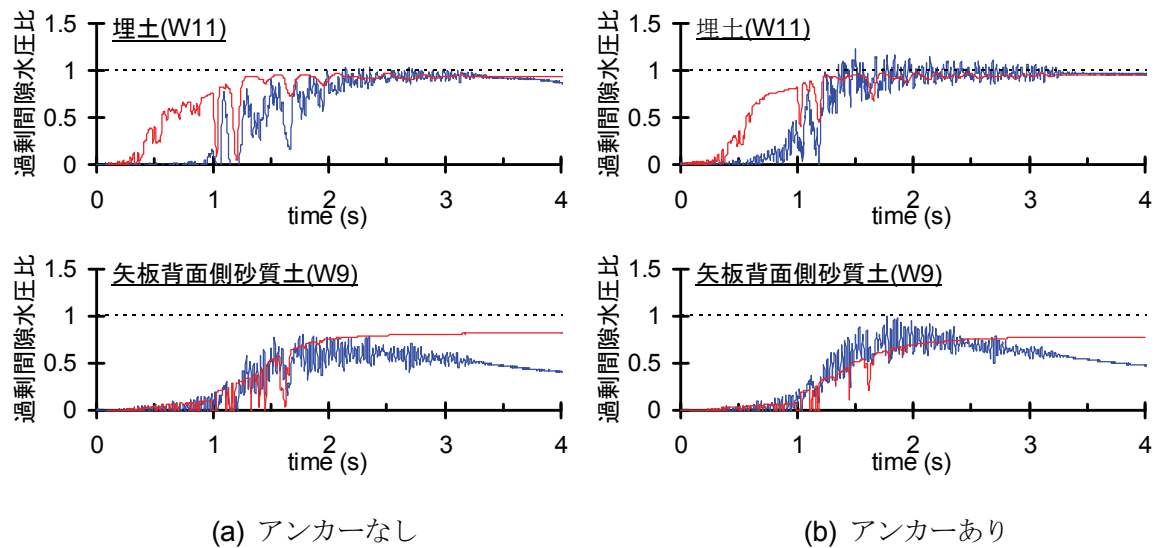 過剰間隙水圧比
1.5
1
0.5
0
埋土(W11)
0 1 2 3 4
time (s)
過剰間隙水圧比
1.5
1
0.5
0
埋土(W11)
0 1 2 3 4
time (s)
過剰間隙水圧比
1.5
1
0.5
0
矢板背面側砂質土(W9)
0 1 2 3 4
time (s)
過剰間隙水圧比
1.5
1
0.5
0
矢板背面側砂質土(W9)
0 1 2 3 4
time (s)
(a) アンカーなし
(b) アンカーあり